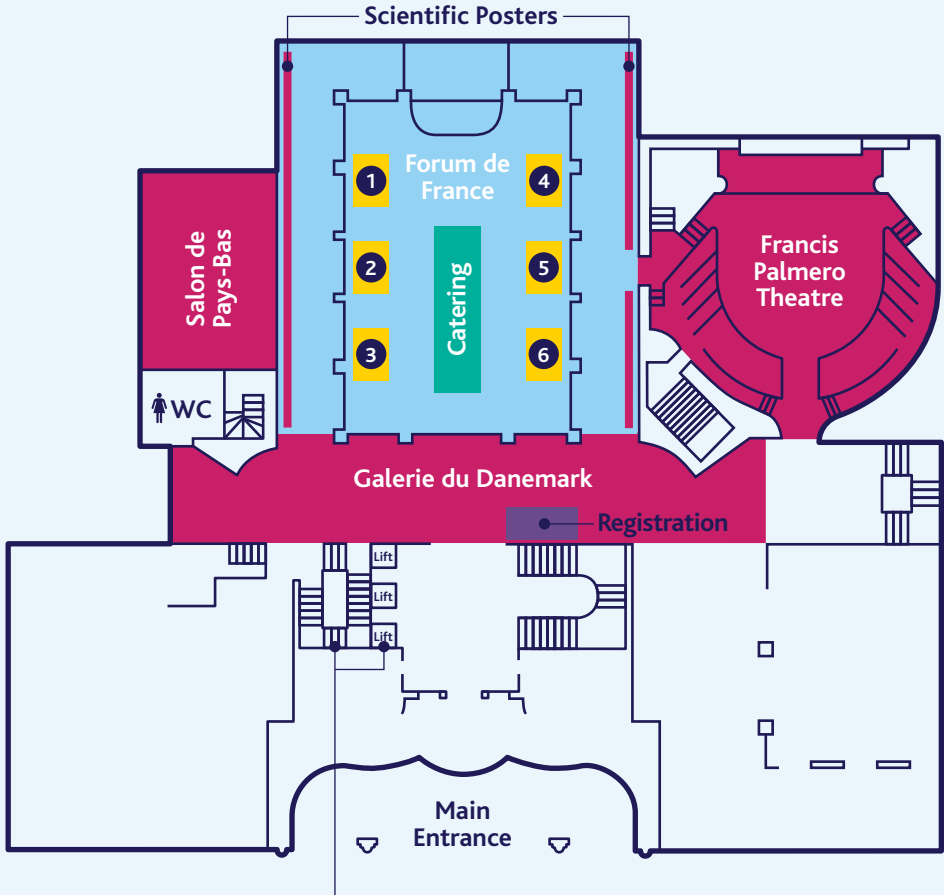 Scientific Posters
Forum de
France
1
4
2
5
3
6
Catering
Salon de
Pays-Bas
Francis
Palmero
Theatre
WC
Galerie du Danemark
Registration
Lift
Lift
Lift
Main
Entrance